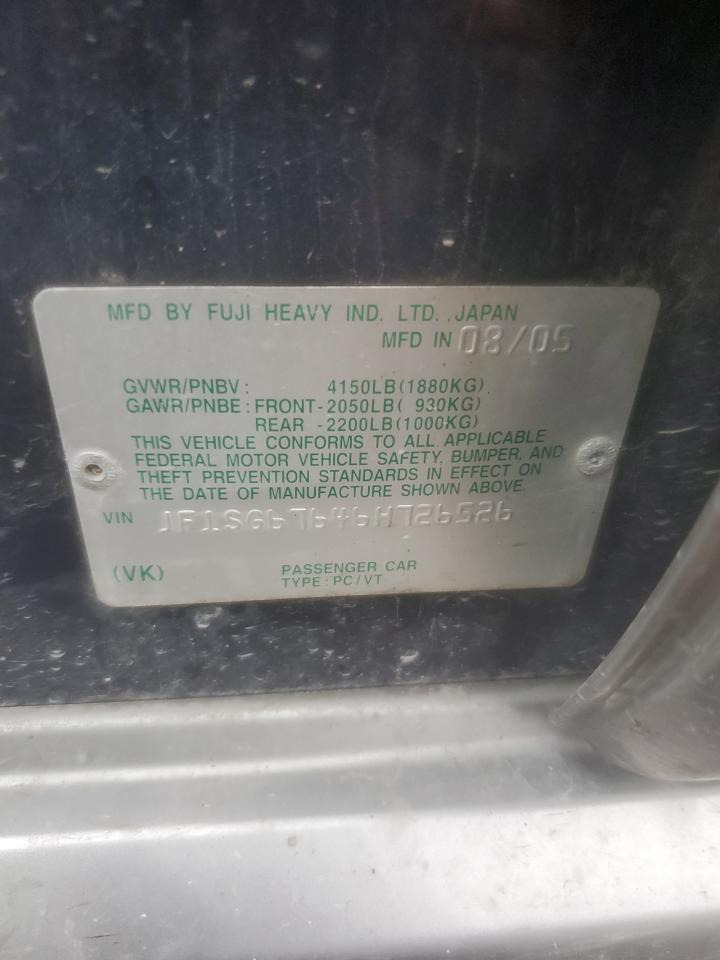 MFD BY FUJI HEAVY IND. LTD. ,JAPAN
MFD IN 08/05
GVWR/PNBV: 4150LB(1880KG)
GAWR/PNBE: FRONT-2050LB( 930KG)
REAR -2200LB(1000KG)
THIS VEHICLE CONFORMS TO ALL APPLICABLE
FEDERAL MOTOR VEHICLE SAFETY, BUMPER, AND
THEFT PREVENTION STANDARDS IN EFFECT ON
THE DATE OF MANUFACTURE SHOWN ABOVE.
VIN JF1SG67646H726526
(VK) PASSENGER CAR
TYPE:PC/VT